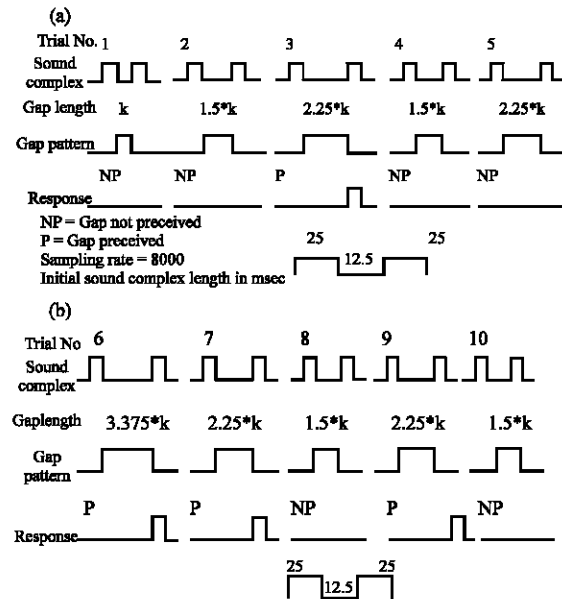 (a)
Trial No. 1 2 3 4 5
Sound complex
Gap length k 1.5*k 2.25*k 1.5*k 2.25*k
Gap pattern
NP NP P NP NP
Response
NP = Gap not preceived
P = Gap preceived
Sampling rate = 8000
Initial sound complex length in msec
25 12.5 25
(b)
Trial No 6 7 8 9 10
Sound complex
Gaplength 3.375*k 2.25*k 1.5*k 2.25*k 1.5*k
Gap pattern
P P NP P NP
Response
25 12.5 25